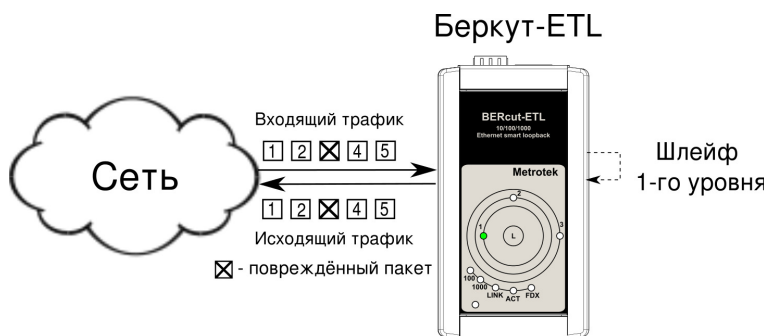 Беркут-ETL
Входящий трафик
1 2 4 5
Сеть
1 2 4 5
Исходящий трафик
- повреждённый пакет
BERcut-ETL
10/100/1000
Ethernet smart loopback
Metrotek
2
1
3
L
100
1000
LINK
ACT
FDX
Шлейф
1-го уровня